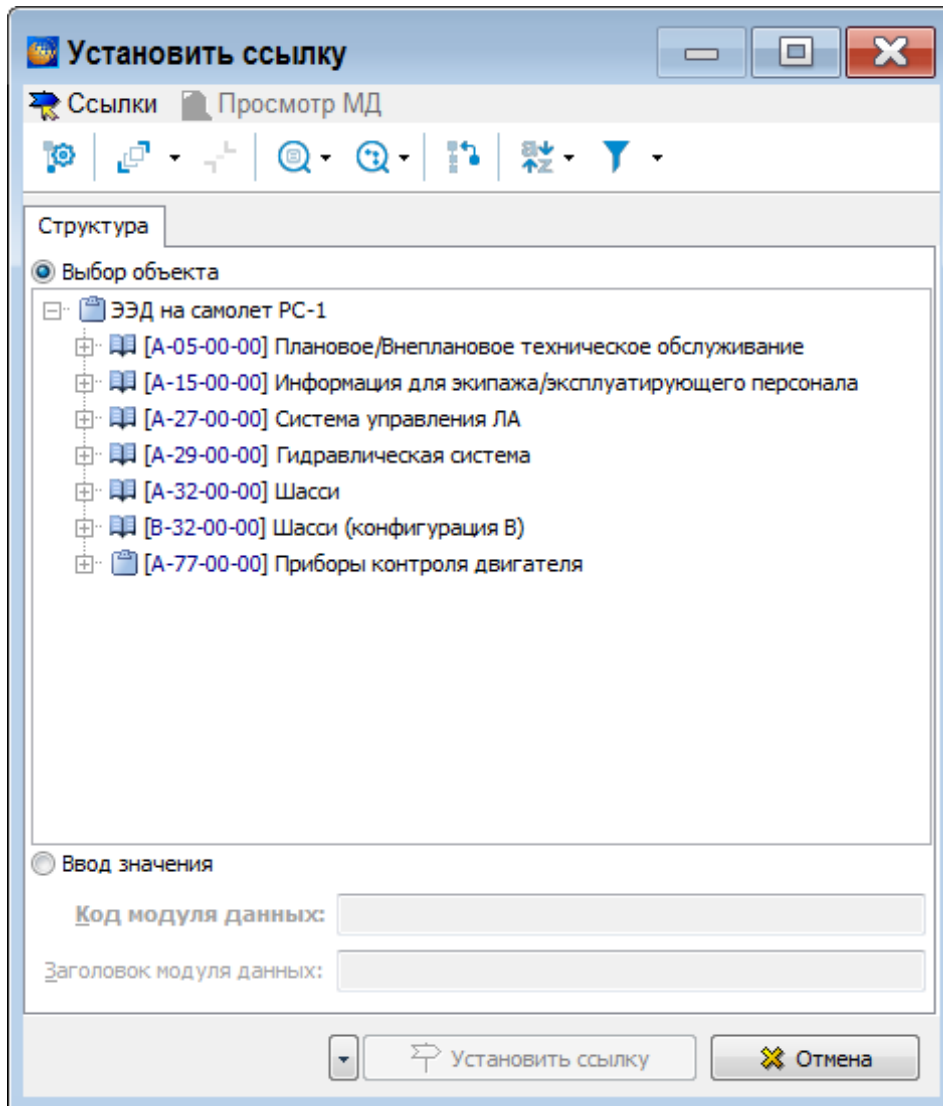 Установить ссылку
Ссылки Просмотр МД
Структура
Выбор объекта
ЭЭД на самолет РС-1
[A-05-00-00] Плановое/Внеплановое техническое обслуживание
[A-15-00-00] Информация для экипажа/эксплуатирующего персонала
[A-27-00-00] Система управления ЛА
[A-29-00-00] Гидравлическая система
[A-32-00-00] Шасси
[B-32-00-00] Шасси (конфигурация В)
[A-77-00-00] Приборы контроля двигателя
Ввод значения
Код модуля данных:
Заголовок модуля данных:
Установить ссылку Отмена